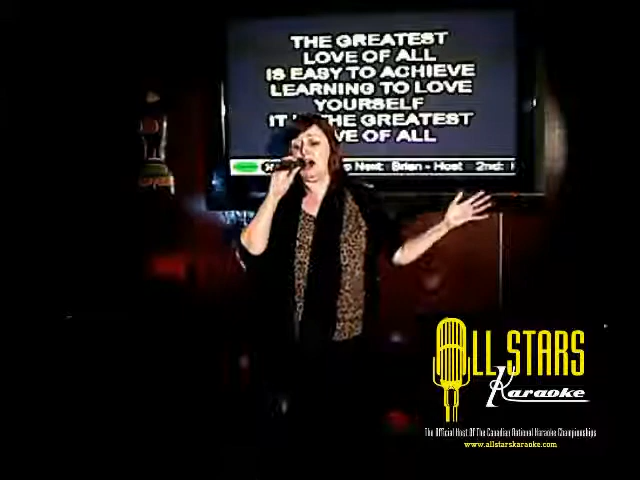 THE GREATEST
LOVE OF ALL
IS EASY TO ACHIEVE
LEARNING TO LOVE
YOURSELF
IT THE GREATEST
OF ALL
Next: Brian - Host 2nd:
ALL STARS
Karaoke
The Official Host Of The Canadian National Karaoke Championships
www.allstarskaraoke.com